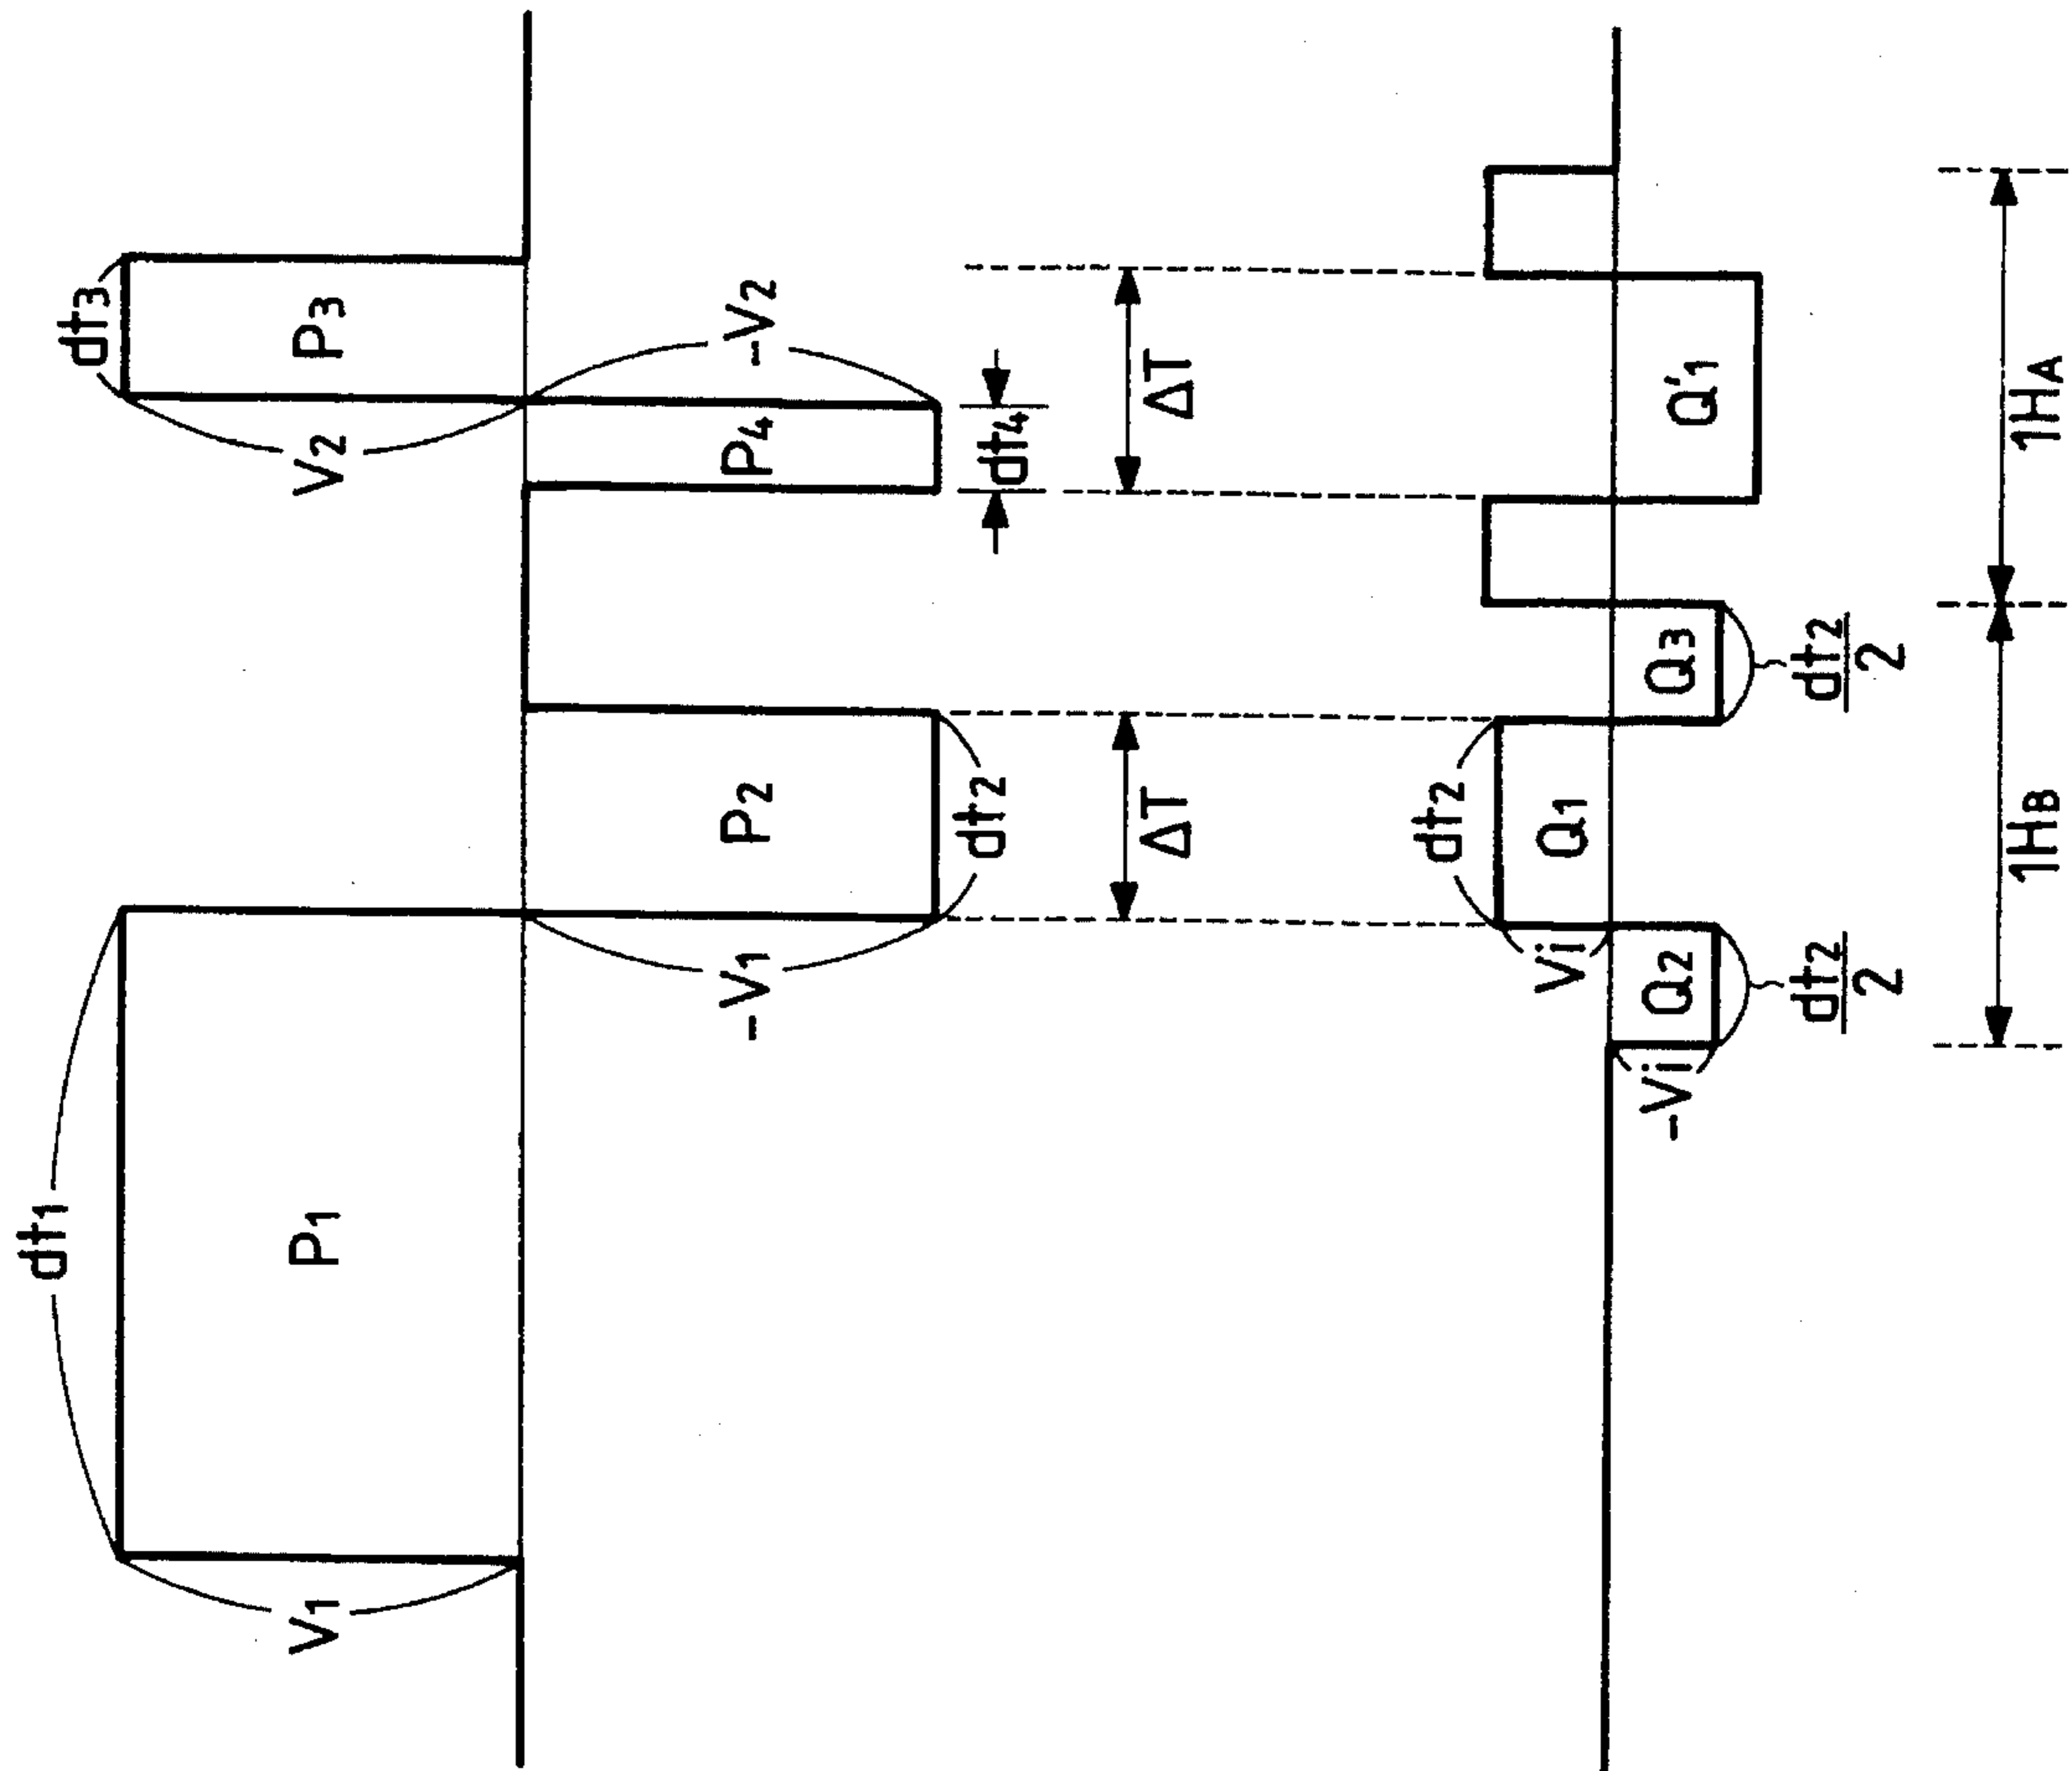 dt1
dt3
V1
P1
V2
P3
-V1
P2
P4
-V2
dt2
dt4
ΔT
ΔT
dt2
Vi
Q1
-Vi
Q2
Q3
Q'1
dt2/2
dt2/2
1HB
1HA